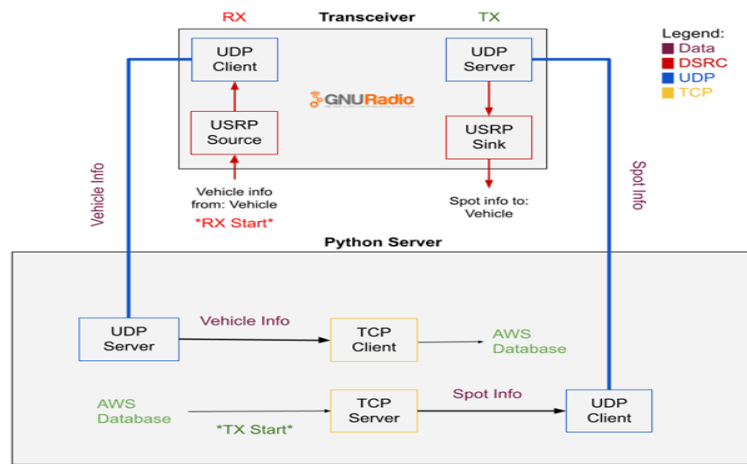 RX
Transceiver
TX
Legend:
Data
DSRC
UDP
TCP
UDP
Client
UDP
Server
GNURadio
USRP
Source
USRP
Sink
Vehicle info
from: Vehicle
*RX Start*
Spot info to:
Vehicle
Vehicle Info
Spot Info
Python Server
UDP
Server
Vehicle Info
TCP
Client
AWS
Database
AWS
Database
*TX Start*
TCP
Server
Spot Info
UDP
Client